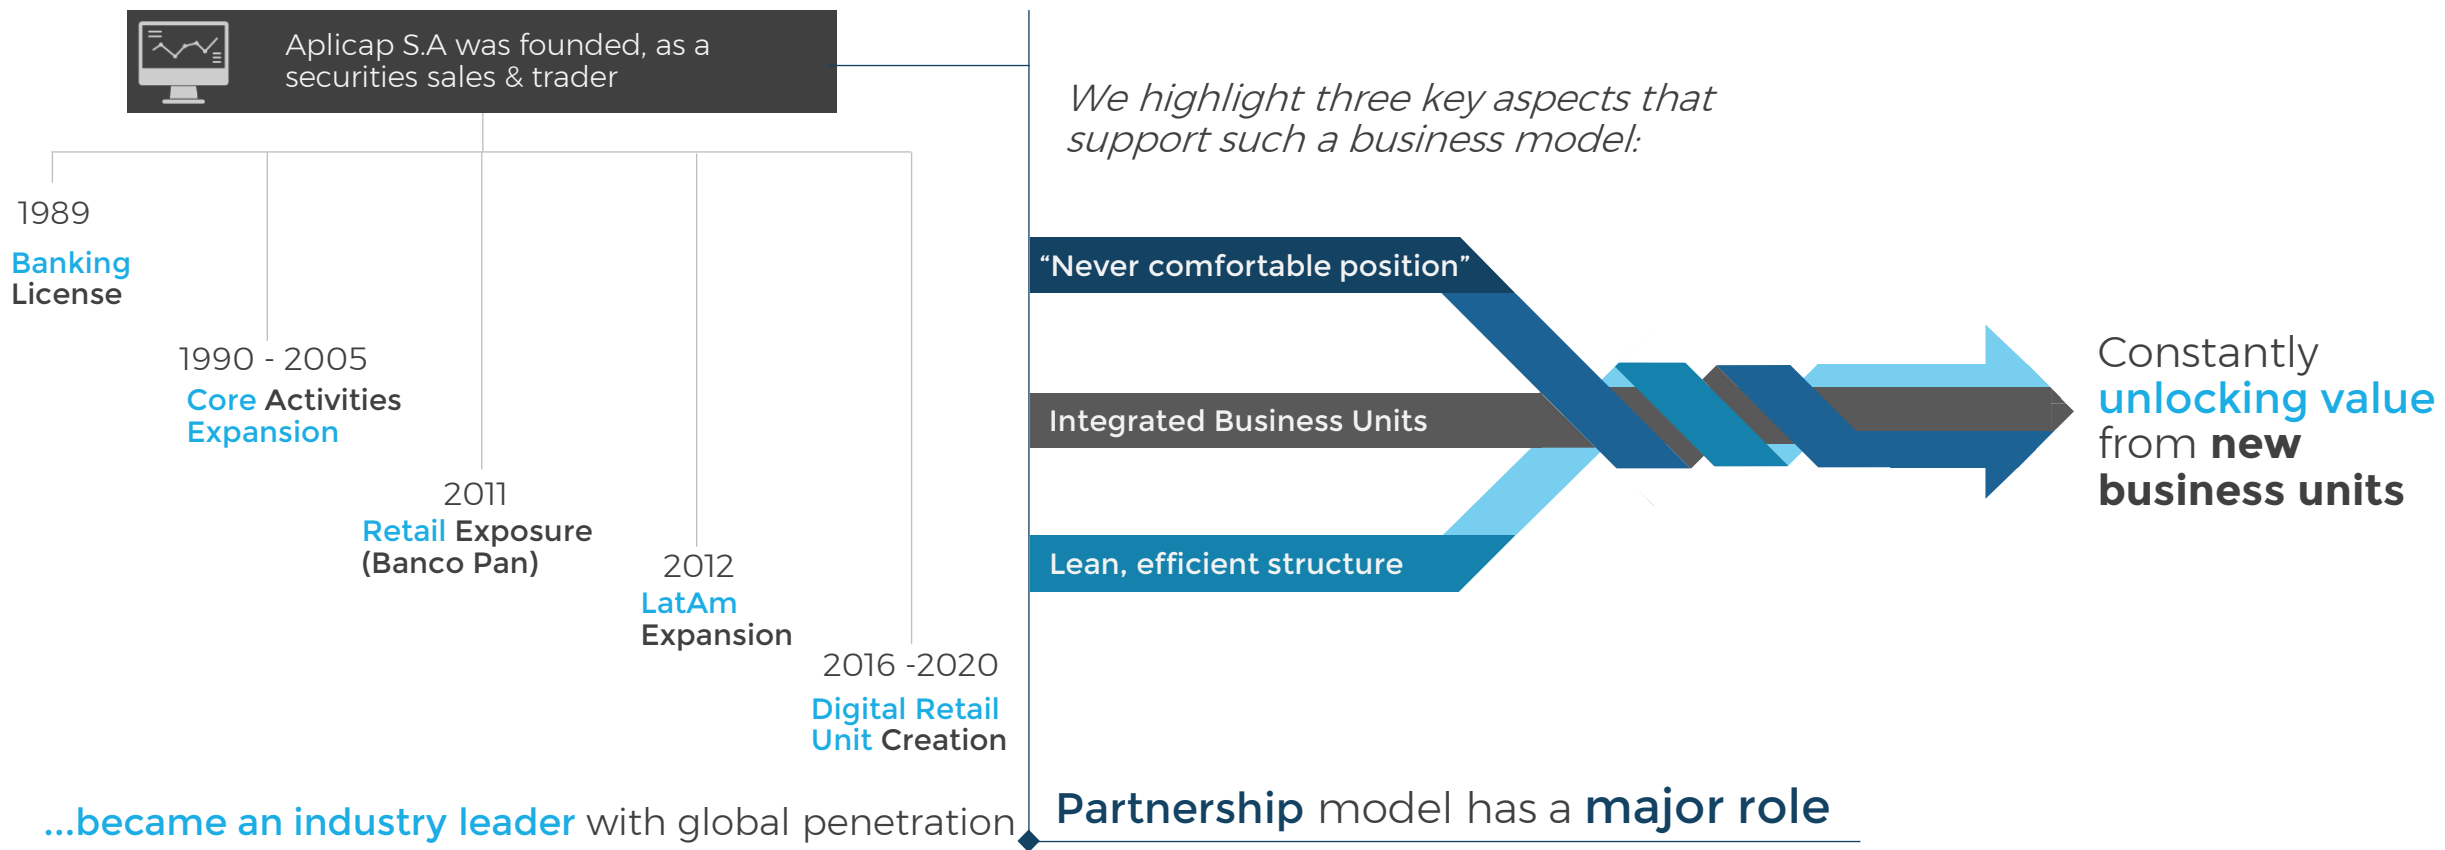 Aplicap S.A was founded, as a
securities sales & trader
1989
Banking
License
1990 - 2005
Core Activities
Expansion
2011
Retail Exposure
(Banco Pan)
2012
LatAm
Expansion
2016 -2020
Digital Retail
Unit Creation
...became an industry leader with global penetration
We highlight three key aspects that
support such a business model:
“Never comfortable position”
Integrated Business Units
Lean, efficient structure
Constantly
unlocking value
from new
business units
Partnership model has a major role